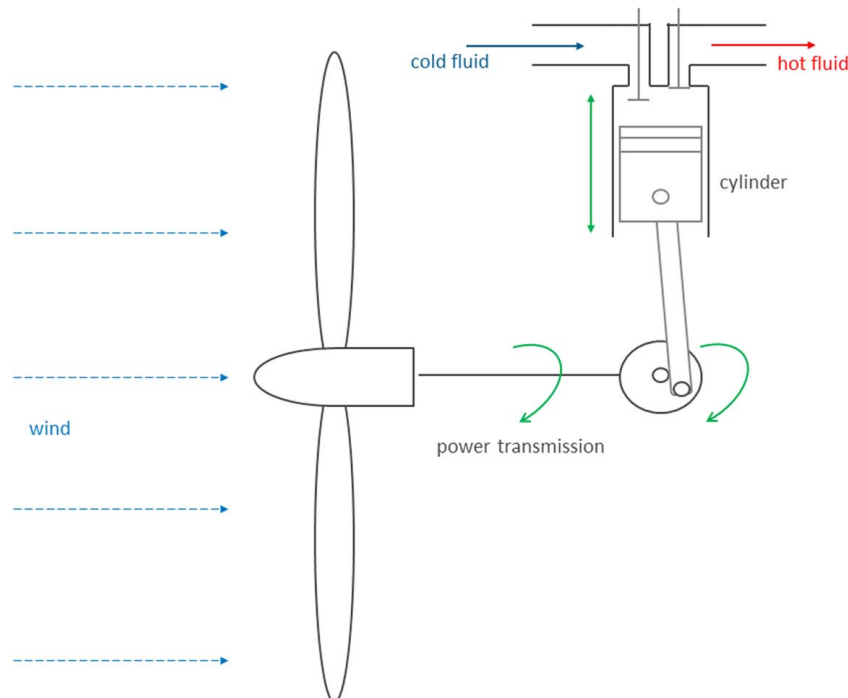 cold fluid
hot fluid
cylinder
wind
power transmission